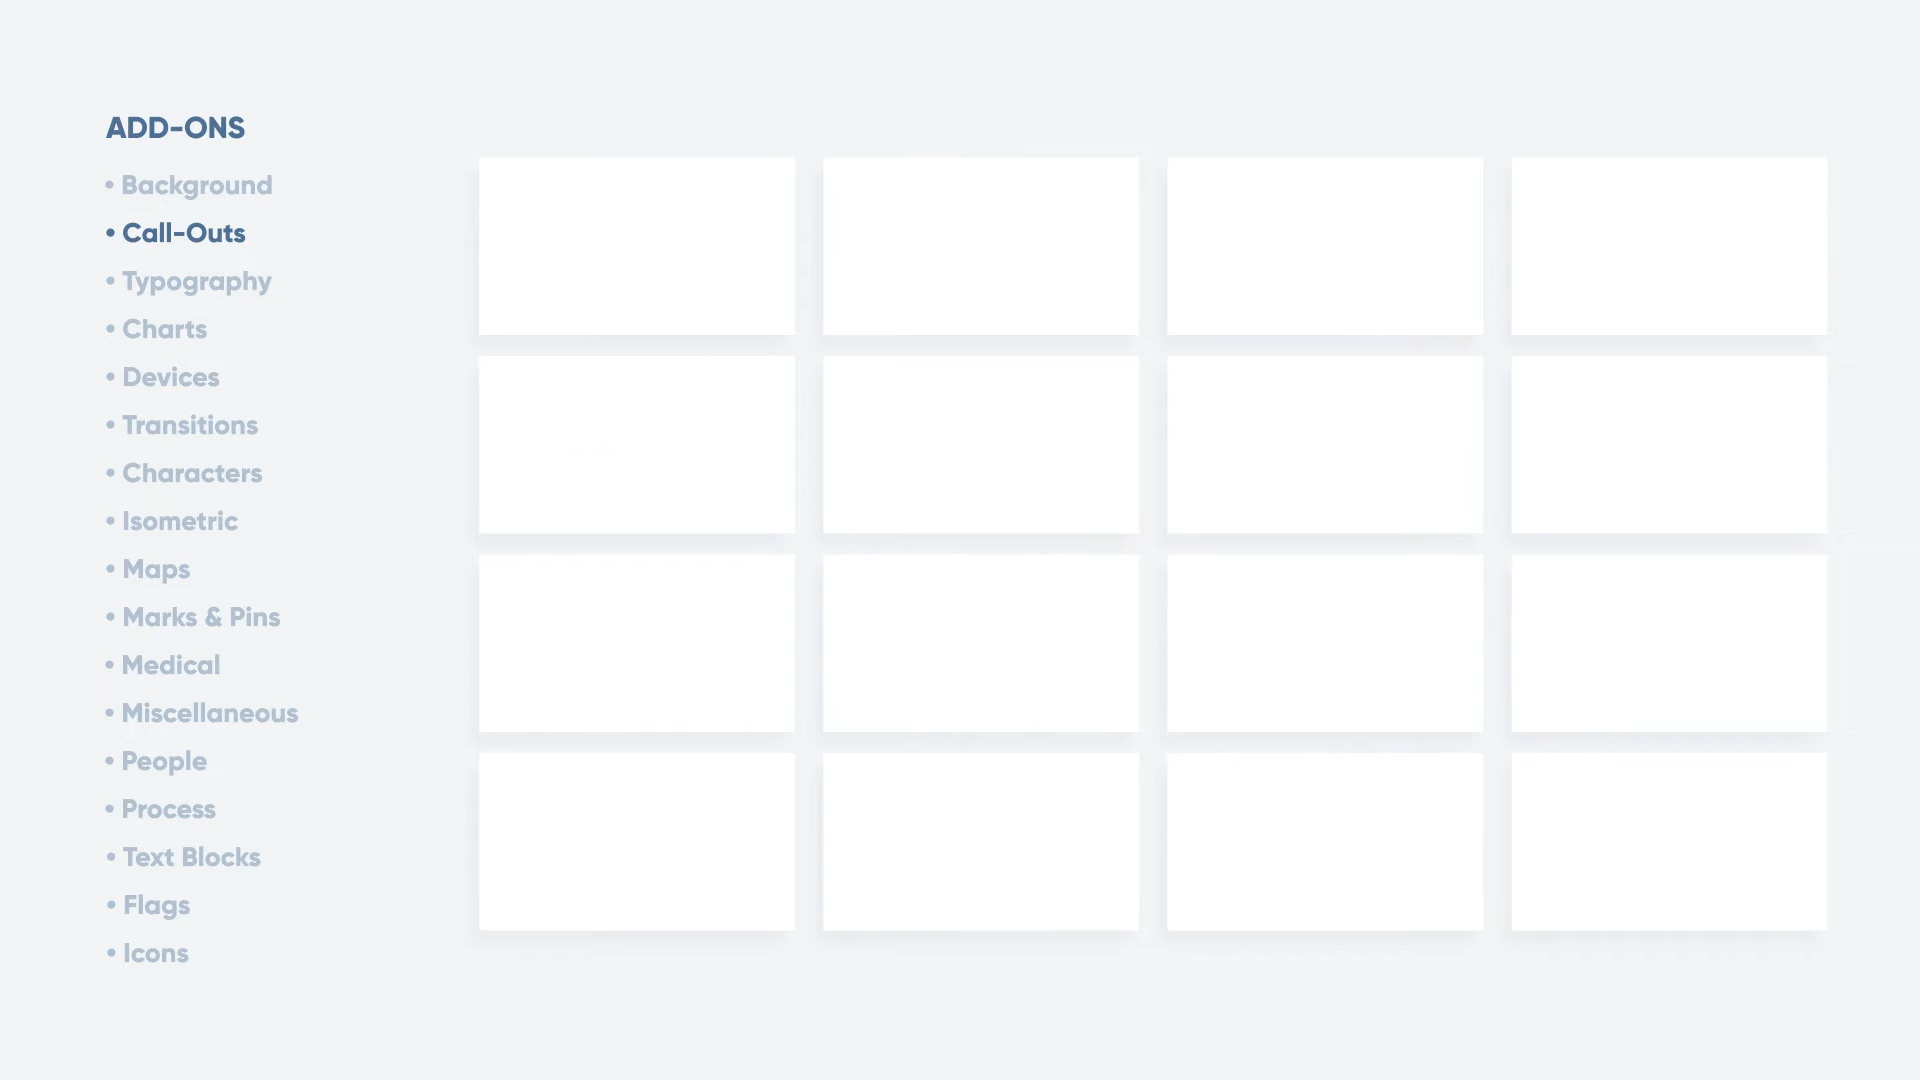 ADD-ONS
• Background
• Call-Outs
• Typography
• Charts
• Devices
• Transitions
• Characters
• Isometric
• Maps
• Marks & Pins
• Medical
• Miscellaneous
• People
• Process
• Text Blocks
• Flags
• Icons